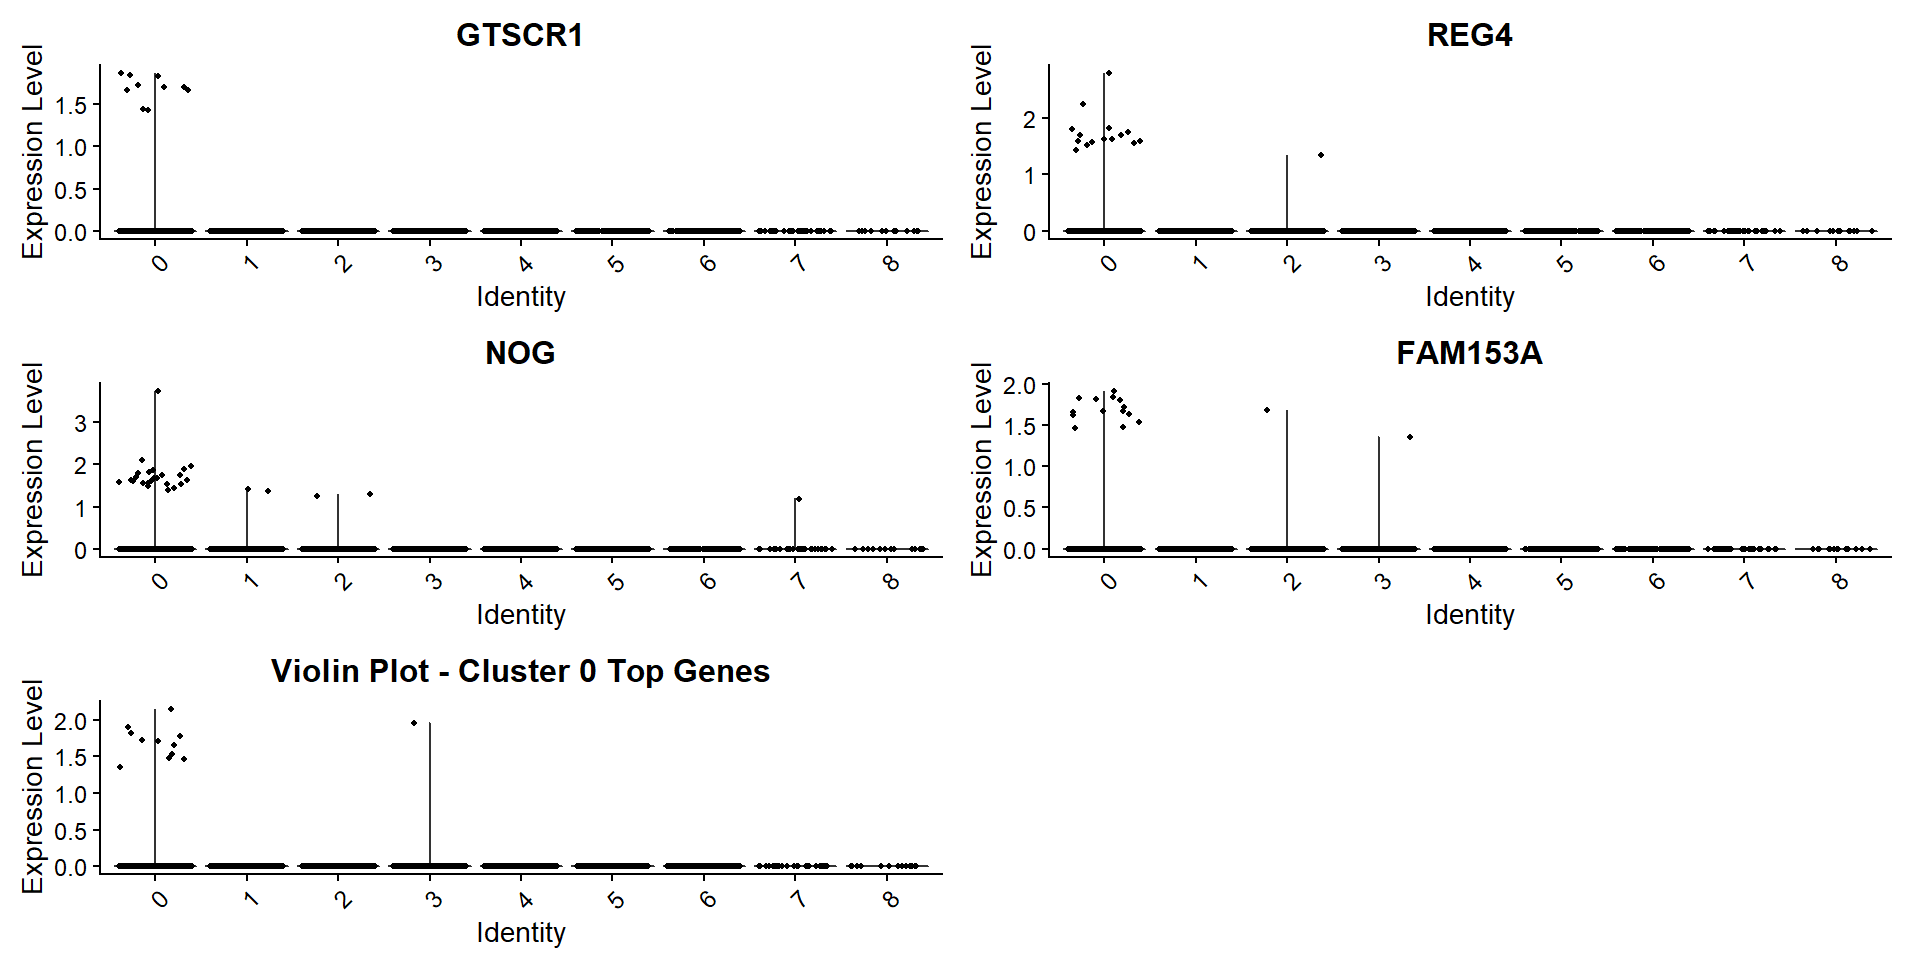 GTSCR1
Expression Level
1.5
1.0
0.5
0.0
0 1 2 3 4 5 6 7 8
Identity
REG4
Expression Level
2
1
0
0 1 2 3 4 5 6 7 8
Identity
NOG
Expression Level
3
2
1
0
0 1 2 3 4 5 6 7 8
Identity
FAM153A
Expression Level
2.0
1.5
1.0
0.5
0.0
0 1 2 3 4 5 6 7 8
Identity
Violin Plot - Cluster 0 Top Genes
Expression Level
2.0
1.5
1.0
0.5
0.0
0 1 2 3 4 5 6 7 8
Identity